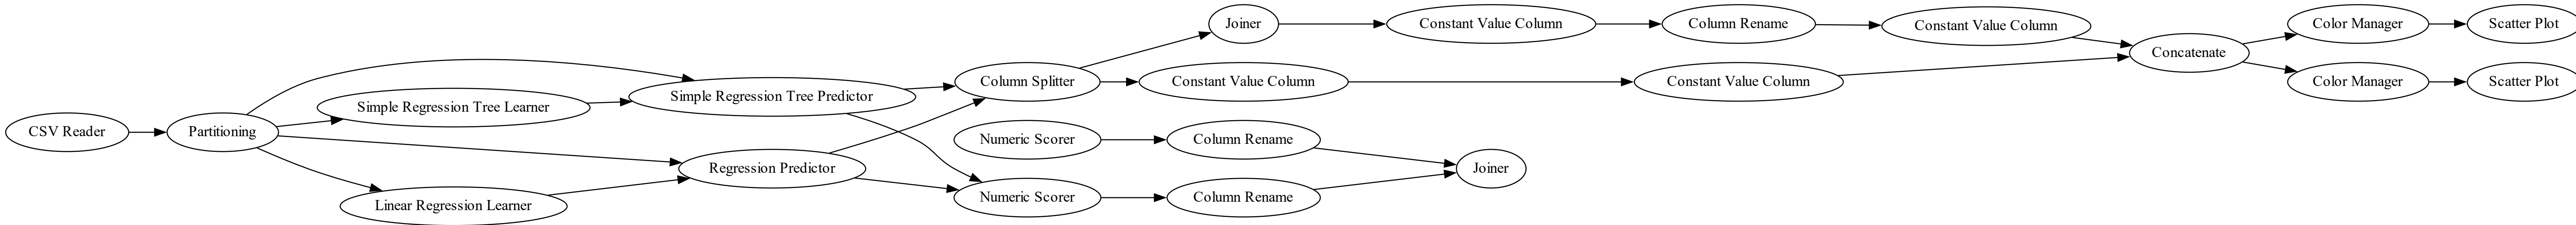 CSV Reader
Partitioning
Simple Regression Tree Learner
Linear Regression Learner
Simple Regression Tree Predictor
Regression Predictor
Column Splitter
Numeric Scorer
Numeric Scorer
Joiner
Constant Value Column
Column Rename
Column Rename
Constant Value Column
Joiner
Column Rename
Constant Value Column
Constant Value Column
Concatenate
Color Manager
Color Manager
Scatter Plot
Scatter Plot